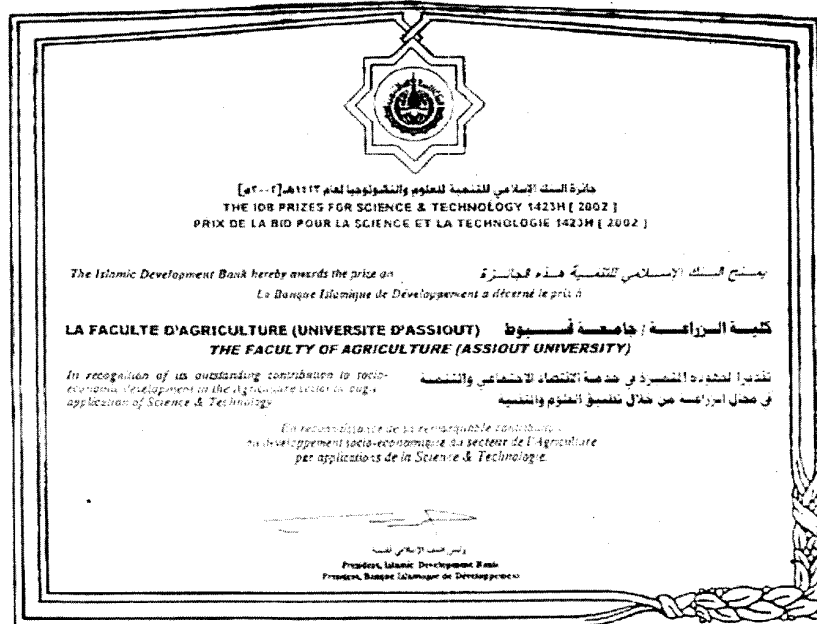 جائزة البنك الإسلامي للتنمية للعلوم والتكنولوجيا لعام ١٤٢٣هـ [٢٠٠٢م]
THE IDB PRIZES FOR SCIENCE & TECHNOLOGY 1423H [ 2002 ]
PRIX DE LA BID POUR LA SCIENCE ET LA TECHNOLOGIE 1423H [ 2002 ]
The Islamic Development Bank hereby awards the prize
يمنح البنك الإسلامي للتنمية هذه الجائزة
La Banque Islamique de Développement a décerné le prix à
LA FACULTE D'AGRICULTURE (UNIVERSITE D'ASSIOUT)
كلية الزراعة / جامعة أسيوط
THE FACULTY OF AGRICULTURE (ASSIOUT UNIVERSITY)
In recognition of its outstanding contribution to socio-
economic development in the Agriculture sector
application of Science & Technology
تقديرا لجهوده المتميزة في خدمة الاقتصاد الاجتماعي والتنمية
في مجال الزراعة من خلال تطبيق العلوم والتقنية
En reconnaissance de sa remarquable contribution
au développement socio-economique du secteur de l'Agriculture
par applications de la Science & Technologie.
رئيس البنك الإسلامي للتنمية
President, Islamic Development Bank
President, Banque Islamique de Développement